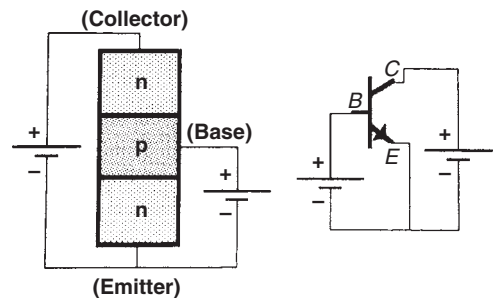 (Collector)
n
p
n
(Base)
(Emitter)
+
−
+
−
B
C
E
+
−
+
−